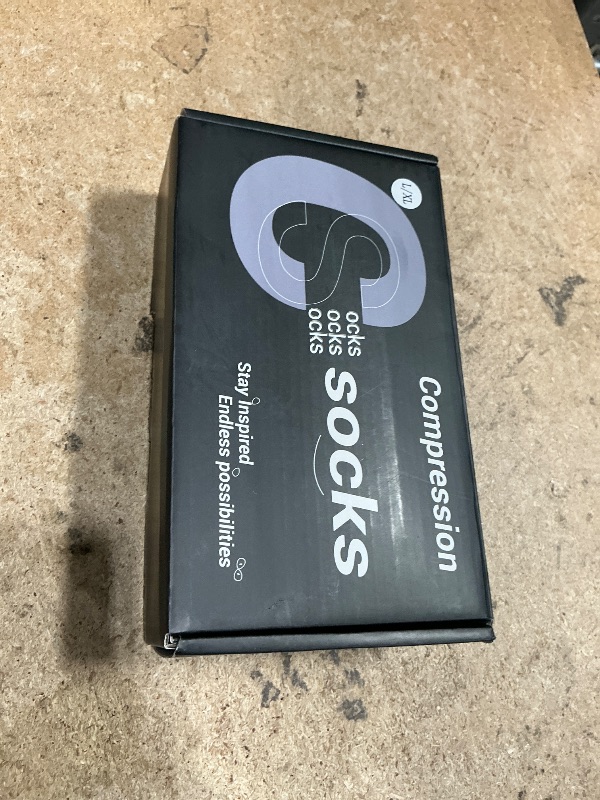 L/XL
Compression
ocks
ocks
ocks
socks
Stay Inspired
Endless possibilities